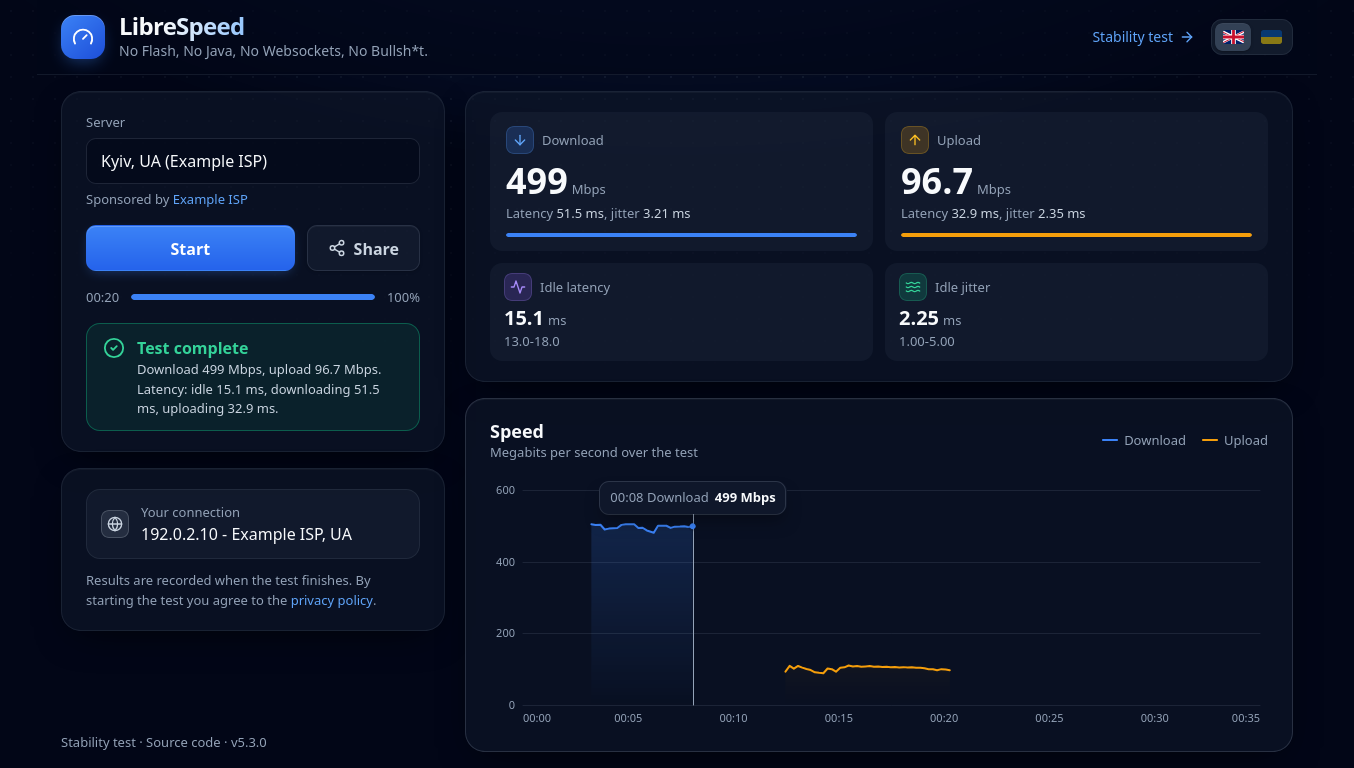 LibreSpeed
No Flash, No Java, No Websockets, No Bullsh*t.
Stability test
Server
Kyiv, UA (Example ISP)
Sponsored by Example ISP
Start
Share
00:20
100%
Test complete
Download 499 Mbps, upload 96.7 Mbps.
Latency: idle 15.1 ms, downloading 51.5
ms, uploading 32.9 ms.
Your connection
192.0.2.10 - Example ISP, UA
Results are recorded when the test finishes. By
starting the test you agree to the privacy policy.
Stability test · Source code · v5.3.0
Download
499 Mbps
Latency 51.5 ms, jitter 3.21 ms
Upload
96.7 Mbps
Latency 32.9 ms, jitter 2.35 ms
Idle latency
15.1 ms
13.0-18.0
Idle jitter
2.25 ms
1.00-5.00
Speed
Megabits per second over the test
Download
Upload
00:08 Download 499 Mbps
600
400
200
0
00:00
00:05
00:10
00:15
00:20
00:25
00:30
00:35